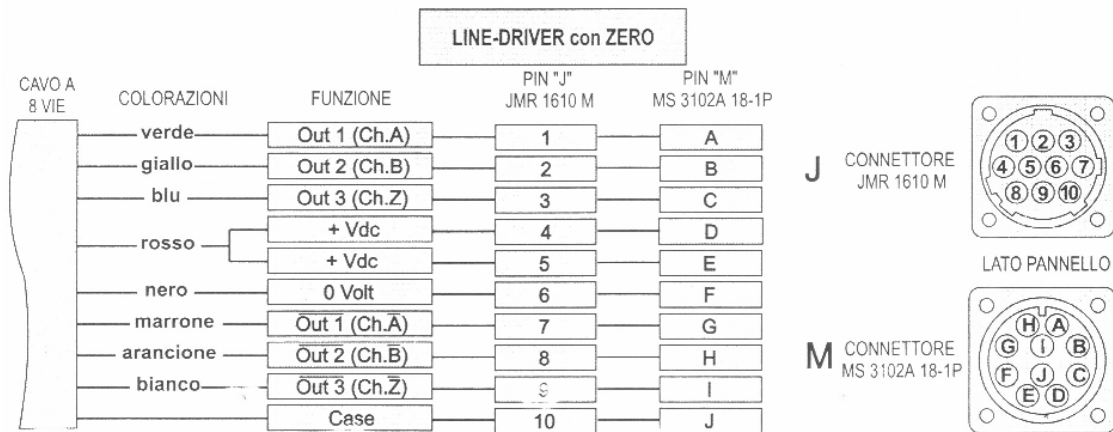 LINE-DRIVER con ZERO
CAVO A
8 VIE
COLORAZIONI
FUNZIONE
PIN "J"
JMR 1610 M
PIN "M"
MS 3102A 18-1P
verde Out 1 (Ch.A) 1 A
giallo Out 2 (Ch.B) 2 B
blu Out 3 (Ch.Z) 3 C
rosso + Vdc 4 D
+ Vdc 5 E
nero 0 Volt 6 F
marrone O̅u̅t̅ 1̅ (Ch.A̅) 7 G
arancione O̅u̅t̅ 2̅ (Ch.B̅) 8 H
bianco O̅u̅t̅ 3̅ (Ch.Z̅) 9 I
Case 10 J
J CONNETTORE
JMR 1610 M
1 2 3
4 5 6 7
8 9 10
LATO PANNELLO
M CONNETTORE
MS 3102A 18-1P
H A
G I B
F J C
E D